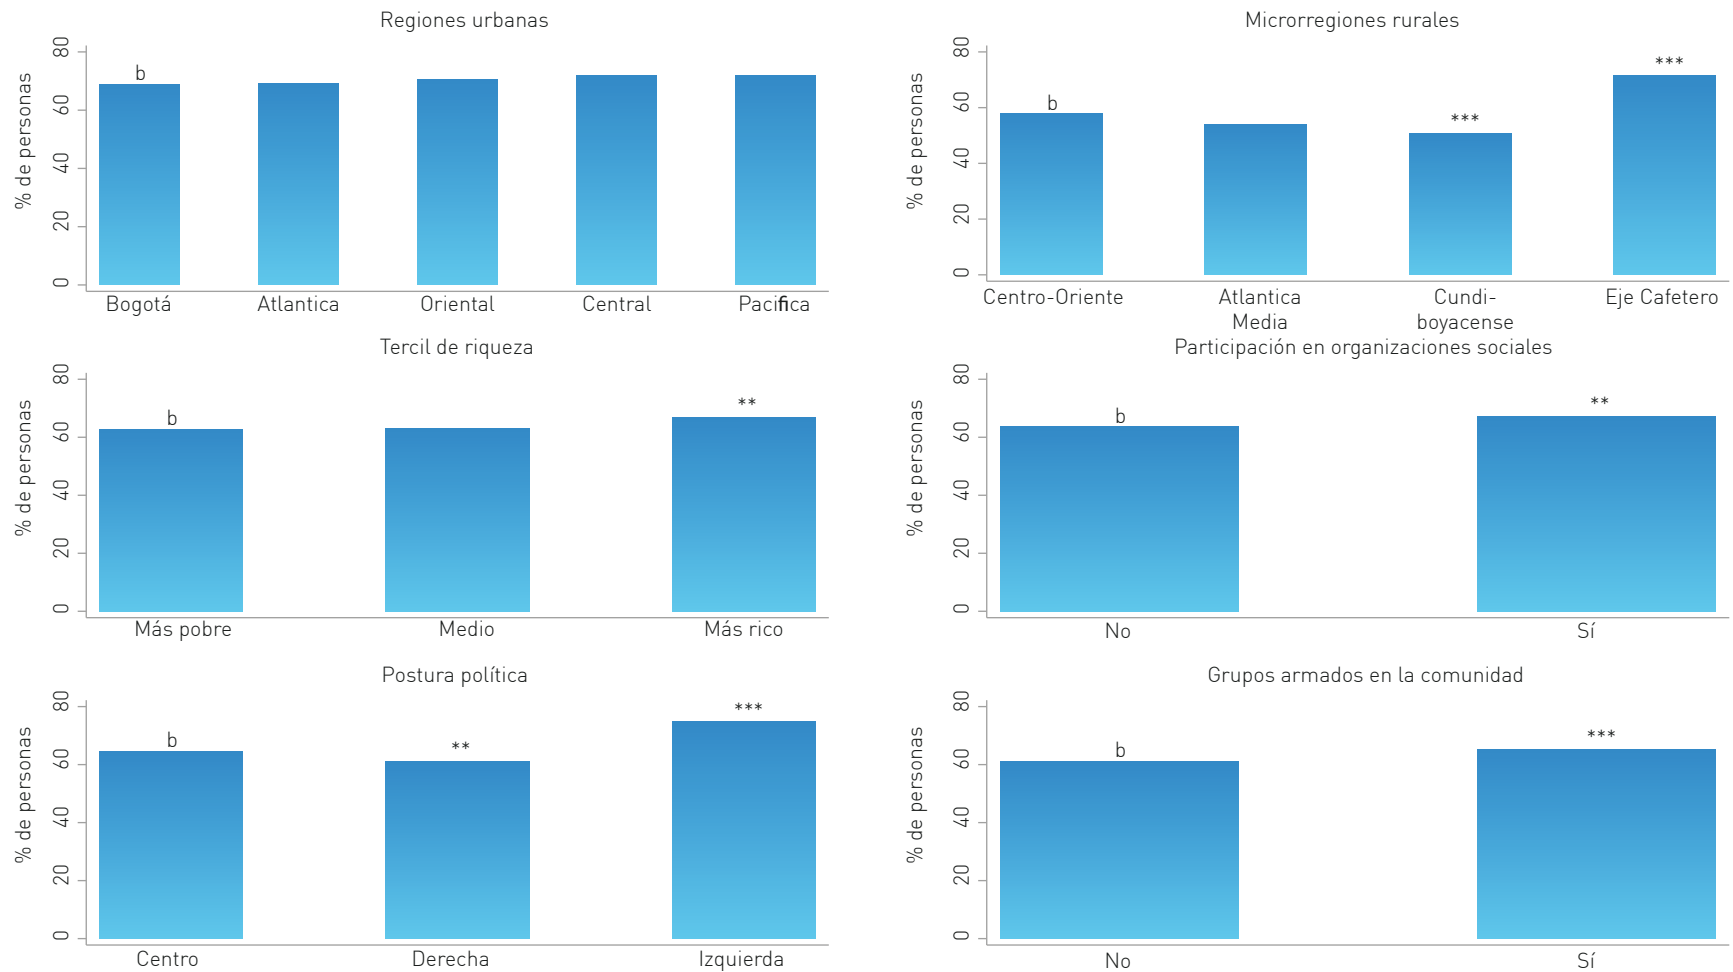 Regiones urbanas
% de personas
80
60
40
20
0
b
Bogotá
Atlantica
Oriental
Central
Pacifica
Microrregiones rurales
% de personas
80
60
40
20
0
b
***
***
Centro-Oriente
Atlantica
Media
Cundi-
boyacense
Eje Cafetero
Tercil de riqueza
% de personas
80
60
40
20
0
b
**
Más pobre
Medio
Más rico
Participación en organizaciones sociales
% de personas
80
60
40
20
0
b
**
No
Sí
Postura política
% de personas
80
60
40
20
0
b
**
***
Centro
Derecha
Izquierda
Grupos armados en la comunidad
% de personas
80
60
40
20
0
b
***
No
Sí